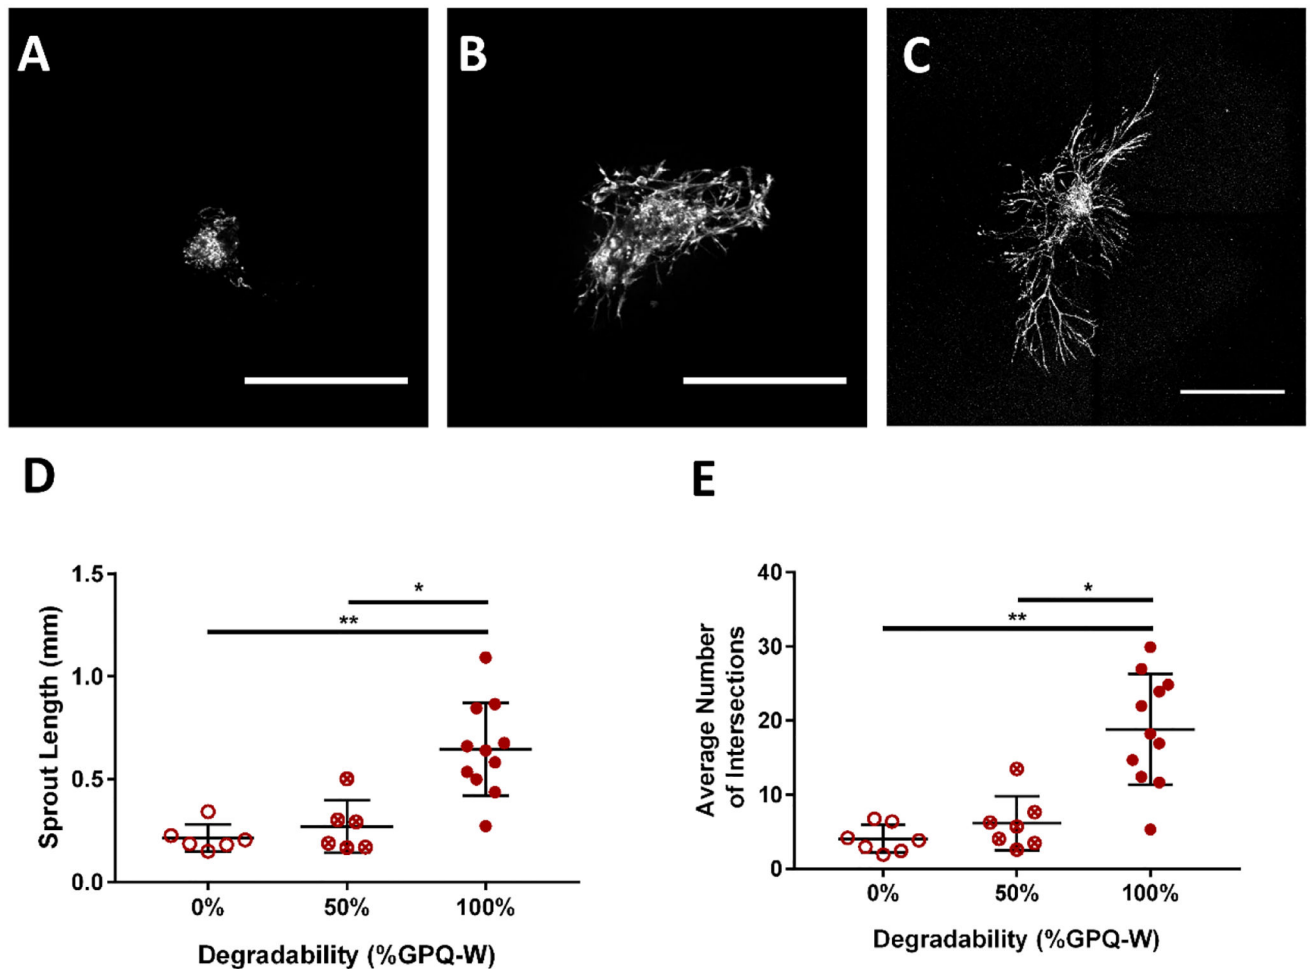 A
B
C
D
E
1.5
1.0
0.5
0.0
Sprout Length (mm)
*
**
0%
50%
100%
Degradability (%GPQ-W)
40
30
20
10
0
Average Number
of Intersections
*
**
0%
50%
100%
Degradability (%GPQ-W)